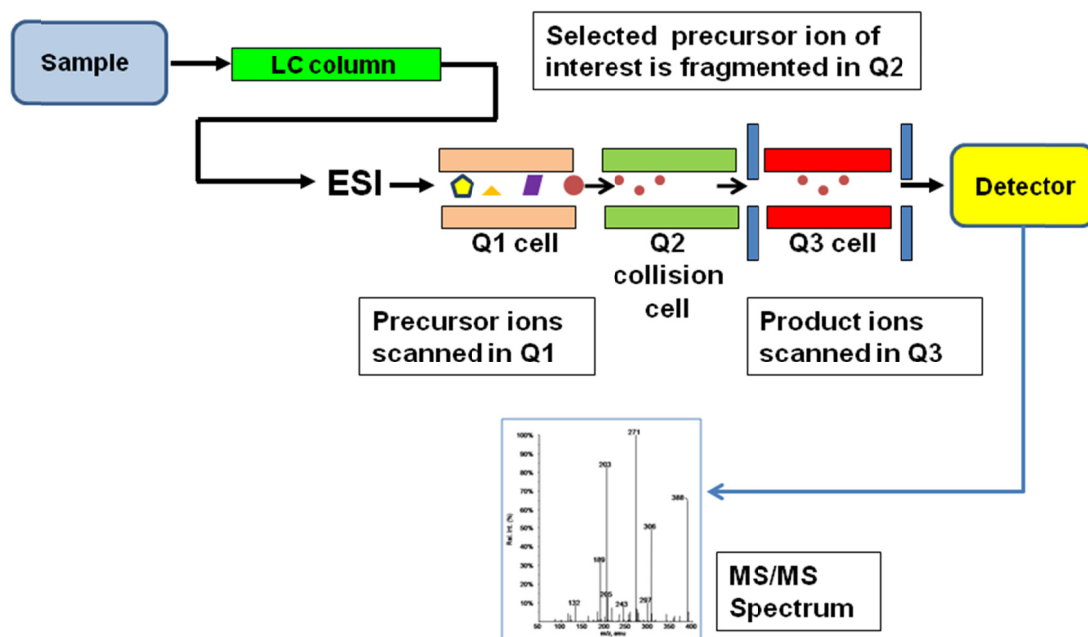 Sample
LC column
Selected precursor ion of
interest is fragmented in Q2
ESI
Detector
Q1 cell
Q2
collision
cell
Q3 cell
Precursor ions
scanned in Q1
Product ions
scanned in Q3
100%
90%
80%
70%
60%
50%
40%
30%
20%
10%
Rel. Int. (%)
271
203
388
306
189
205
132
243
297
50
100
150
200
250
300
350
400
m/z, amu
MS/MS
Spectrum